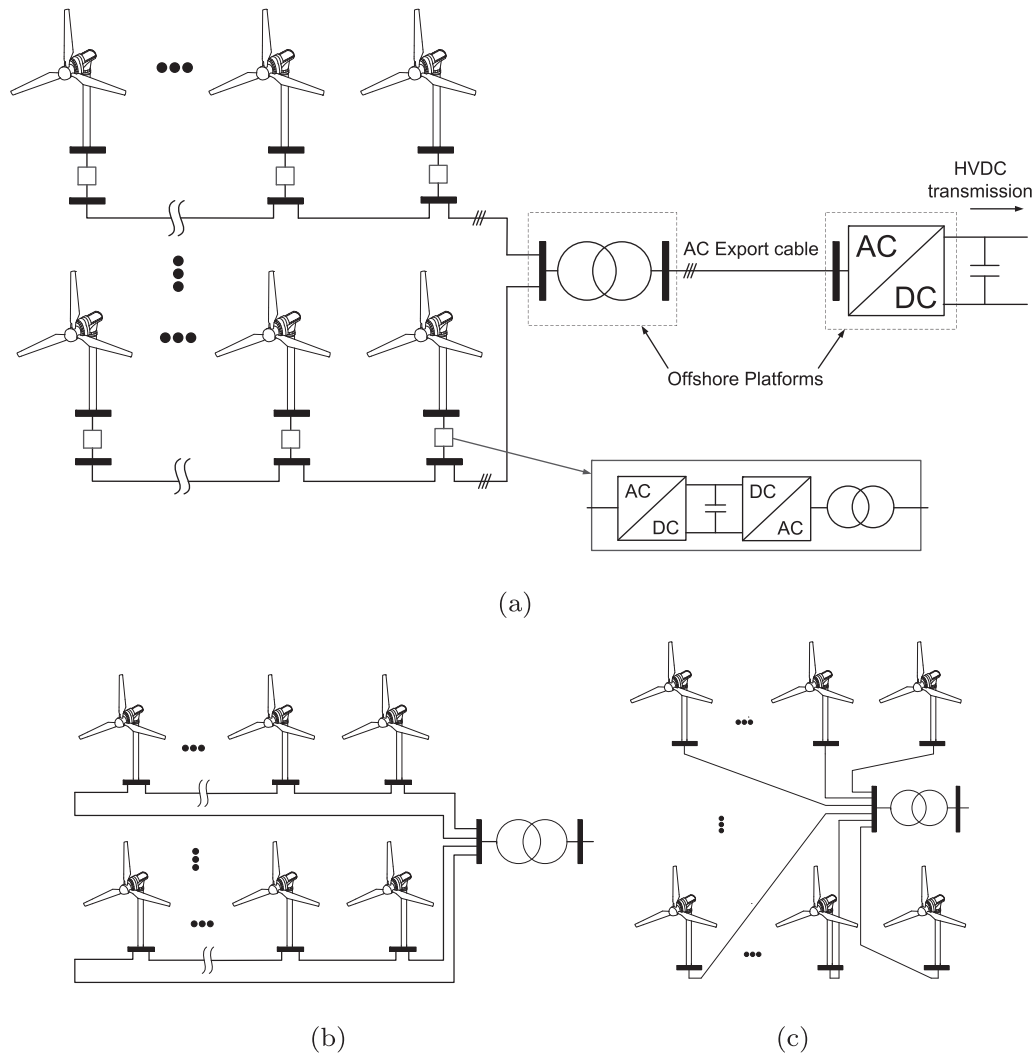 HVDC
transmission
AC Export cable
AC
DC
Offshore Platforms
AC
DC
DC
AC
(a)
(b)
(c)